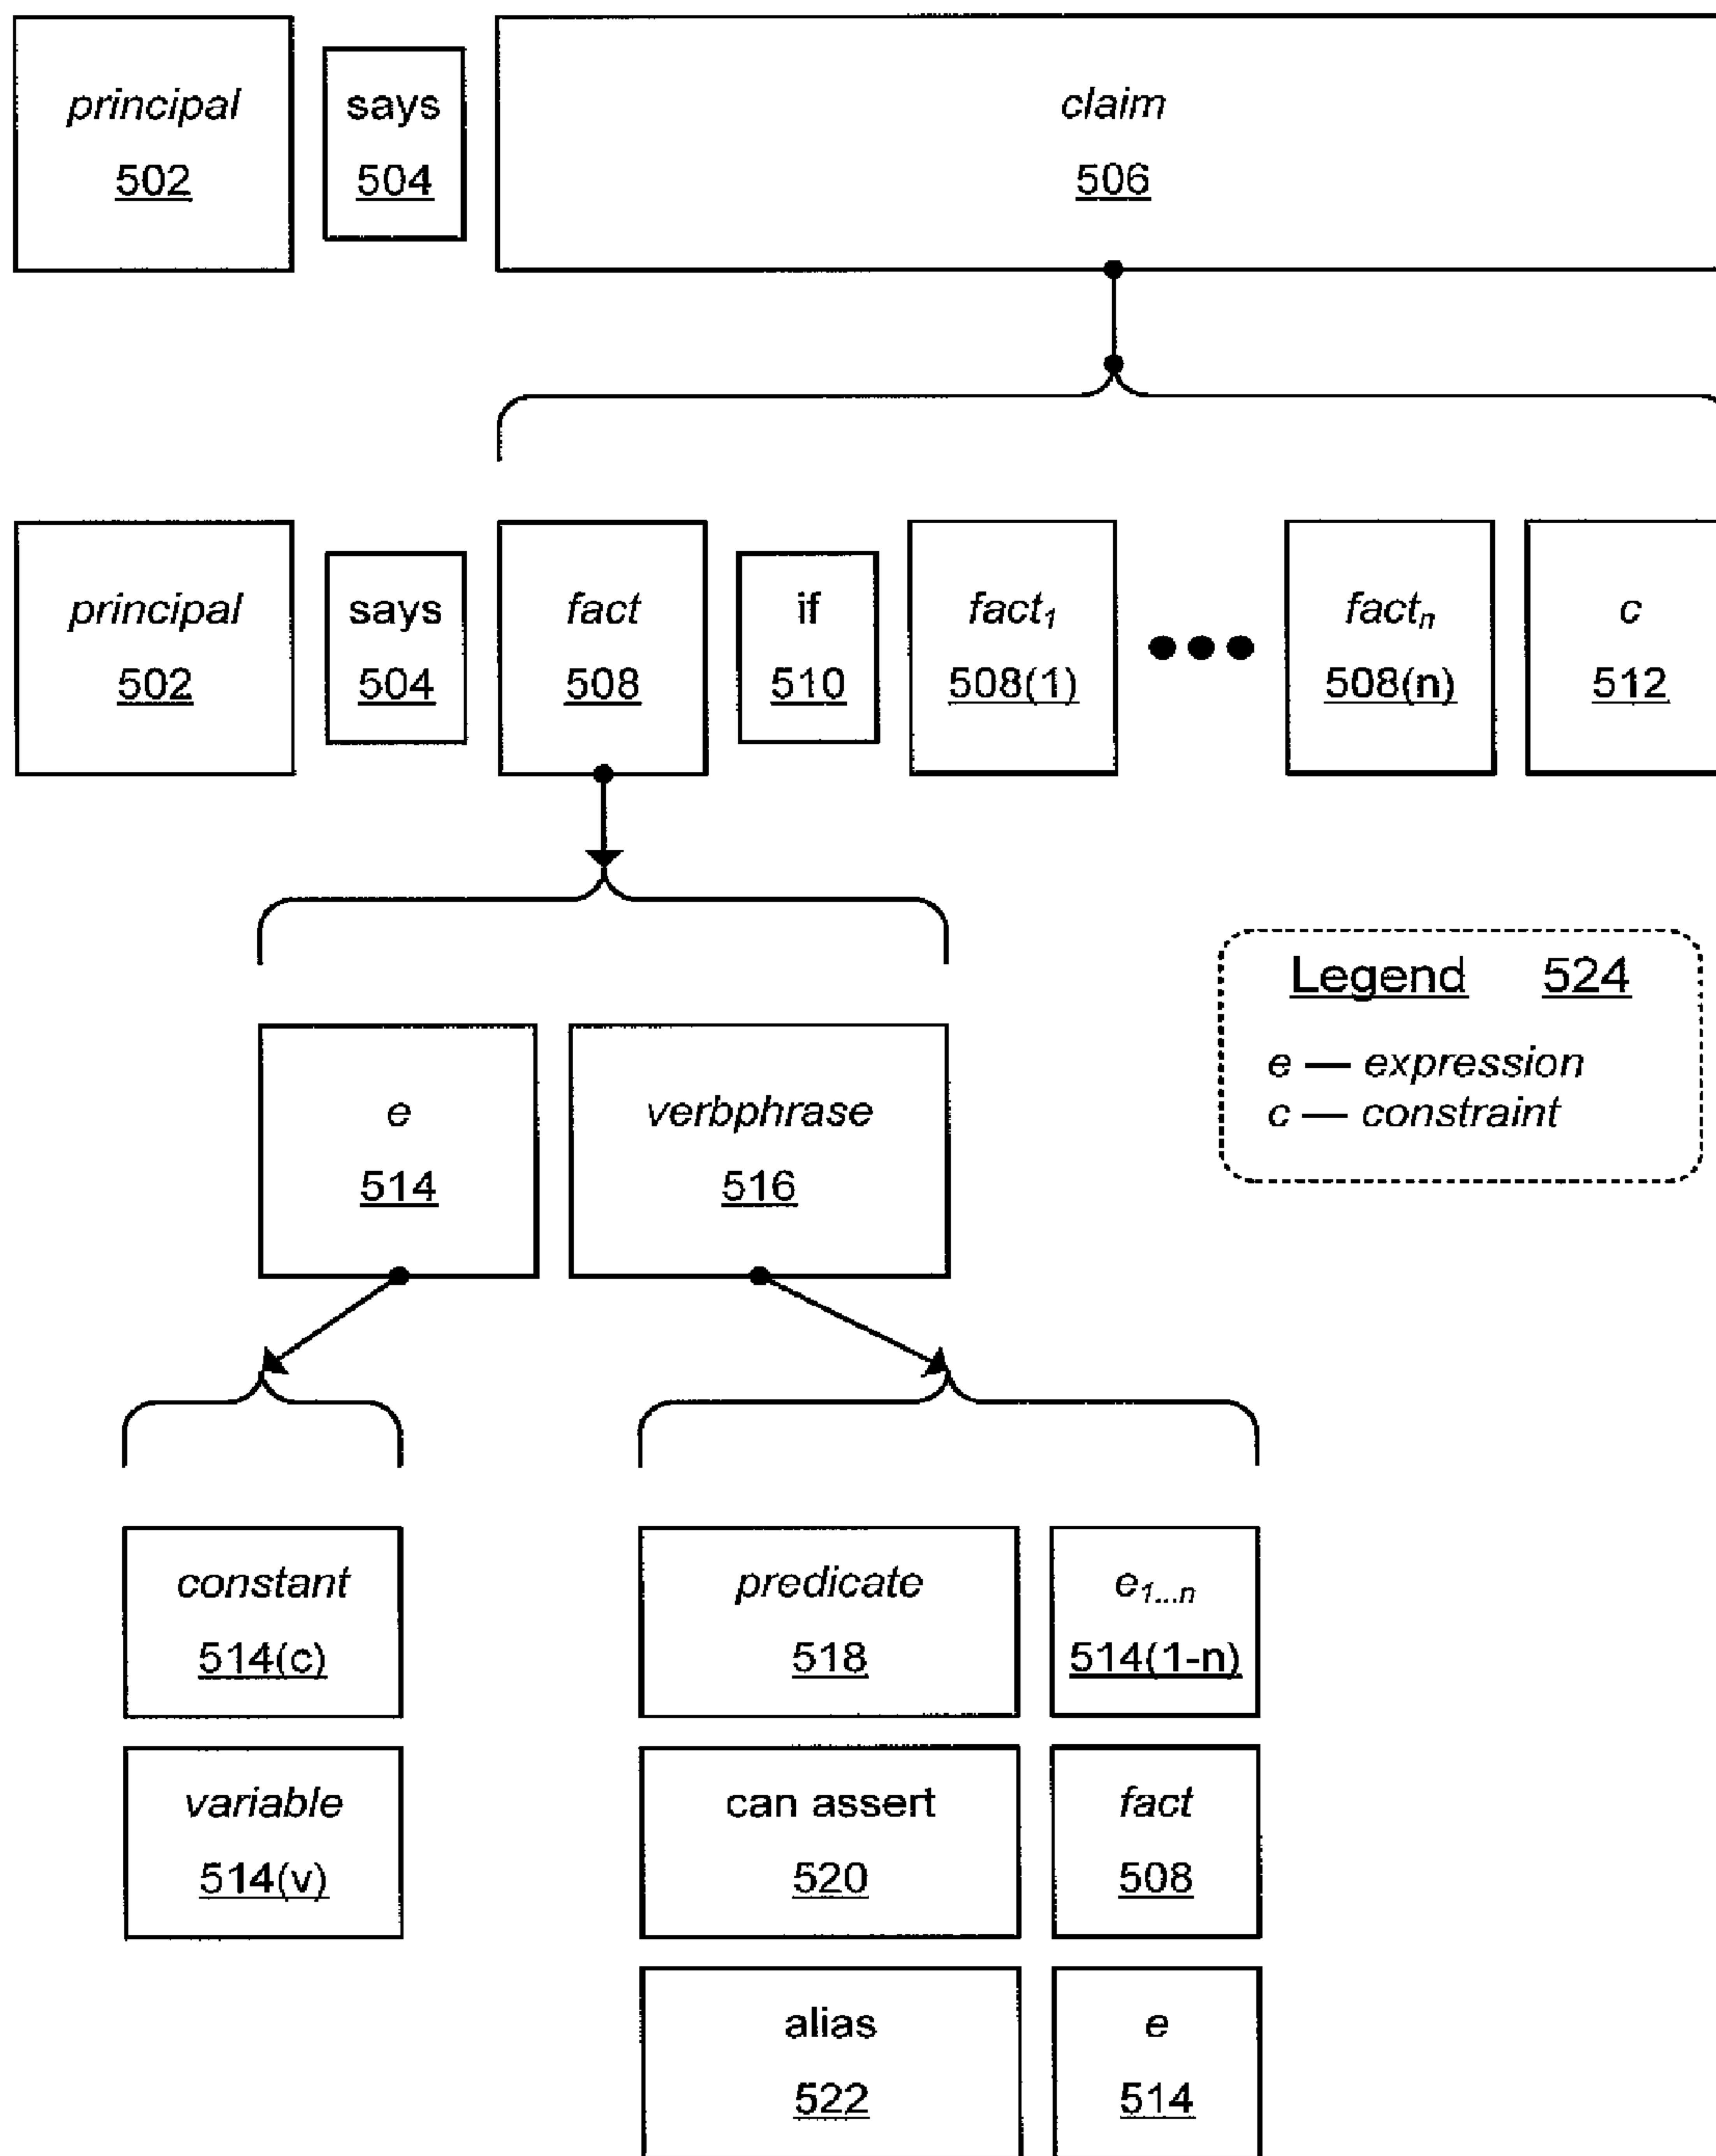 principal says claim
502 504 506
principal says fact if fact₁ ●●● factₙ c
502 504 508 510 508(1) 508(n) 512
Legend 524
e — expression
c — constraint
e verbphrase
514 516
constant predicate e₁...ₙ
514(c) 518 514(1-n)
variable can assert fact
514(v) 520 508
alias e
522 514